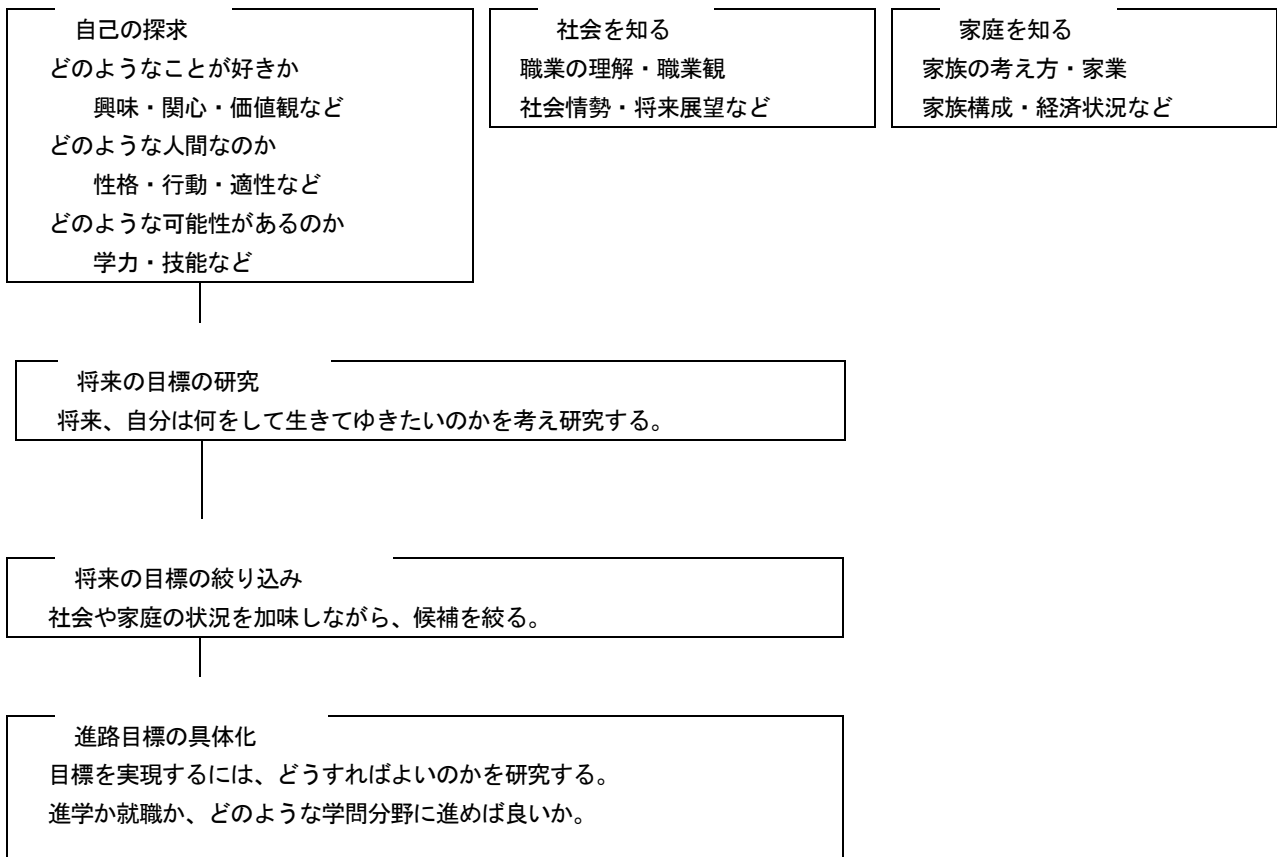 自己の探求
どのようなことが好きか
興味・関心・価値観など
どのような人間なのか
性格・行動・適性など
どのような可能性があるのか
学力・技能など
社会を知る
職業の理解・職業観
社会情勢・将来展望など
家庭を知る
家族の考え方・家業
家族構成・経済状況など
将来の目標の研究
将来、自分は何をして生きてゆきたいのかを考え研究する。
将来の目標の絞り込み
社会や家庭の状況を加味しながら、候補を絞る。
進路目標の具体化
目標を実現するには、どうすればよいのかを研究する。
進学か就職か、どのような学問分野に進めば良いか。